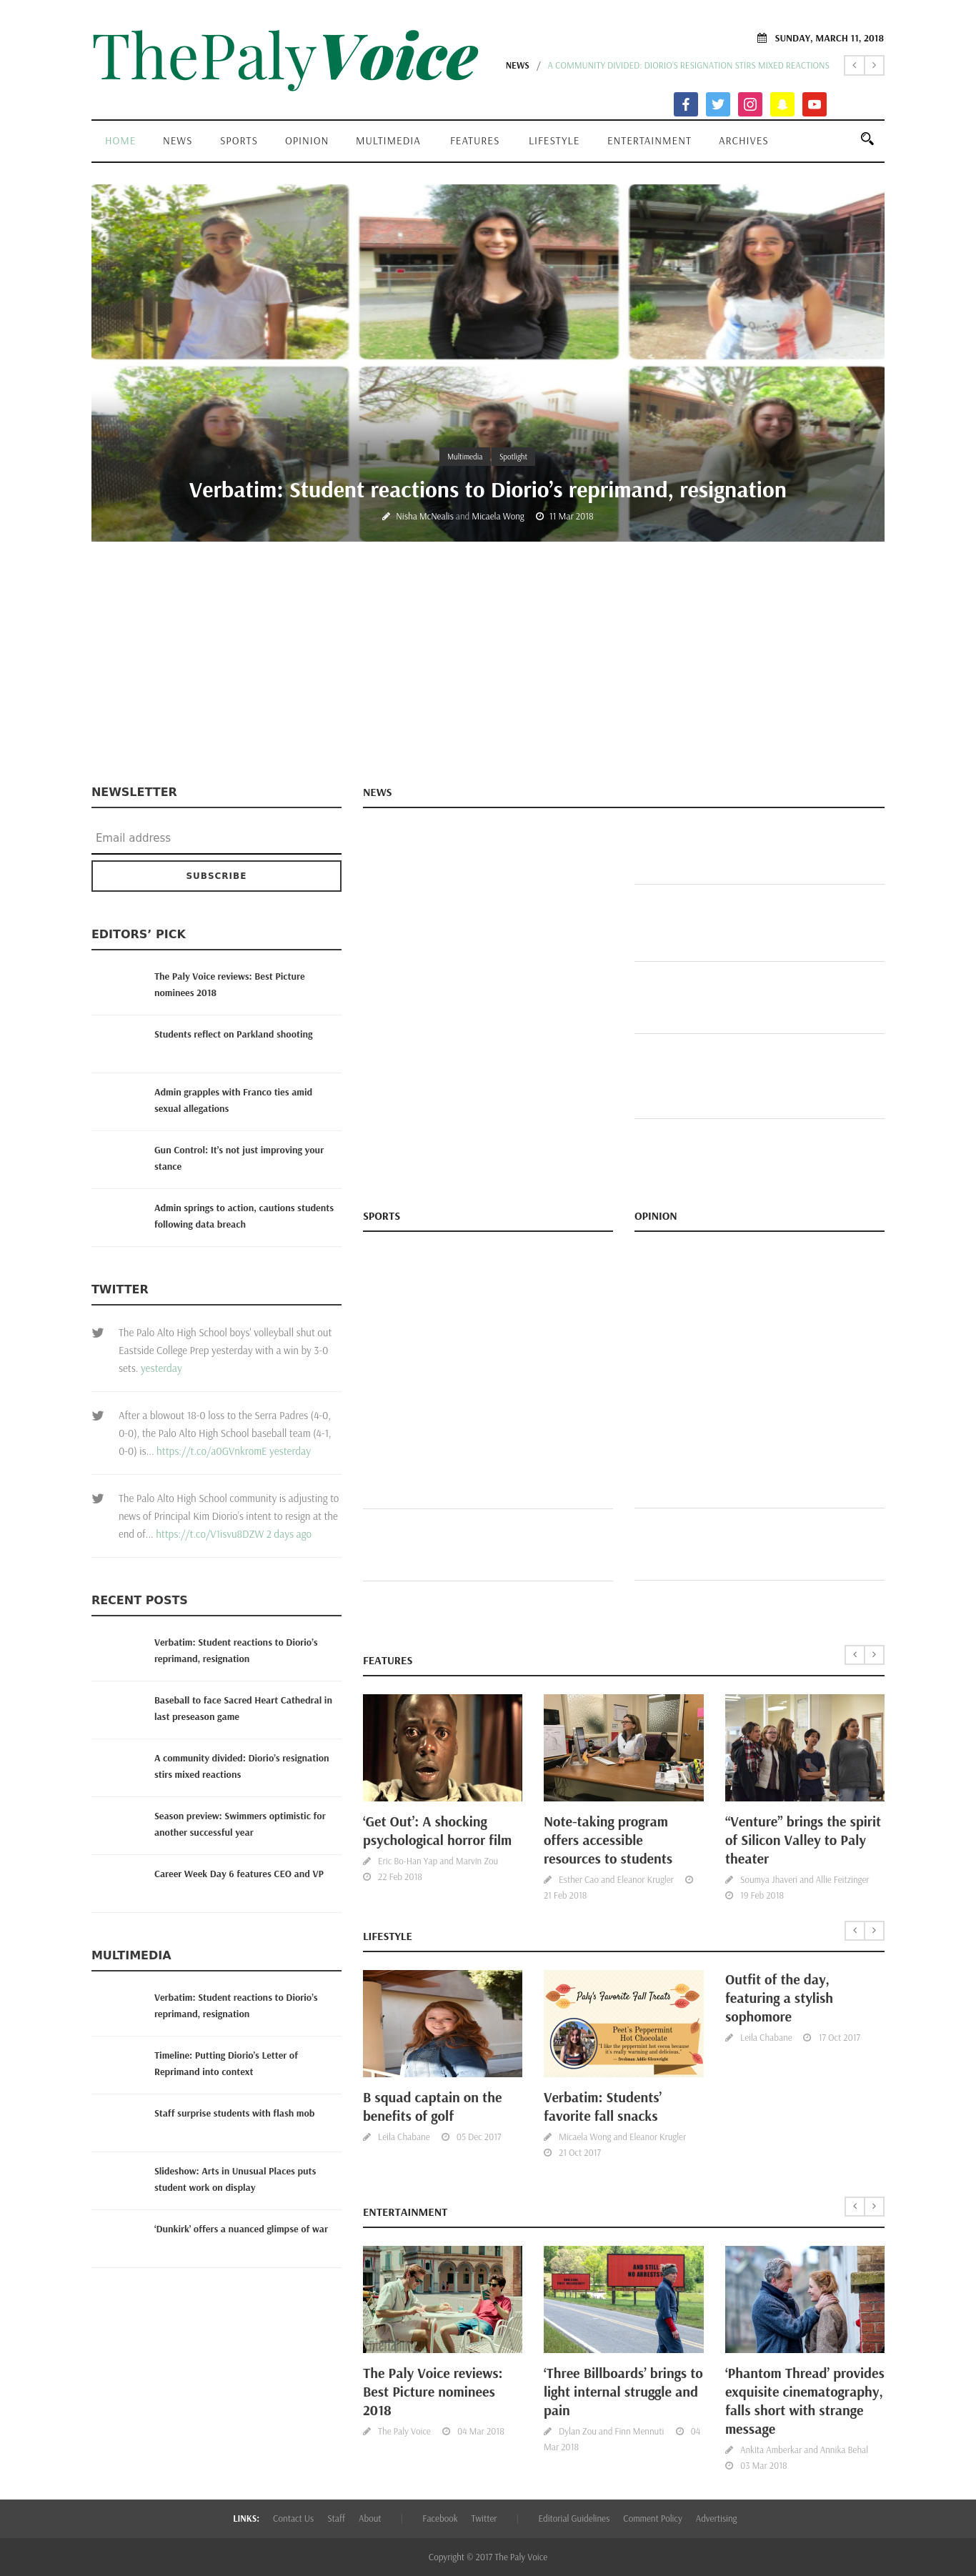 ThePalyVoice
SUNDAY, MARCH 11, 2018
NEWS / A COMMUNITY DIVIDED: DIORIO'S RESIGNATION STIRS MIXED REACTIONS
HOME NEWS SPORTS OPINION MULTIMEDIA FEATURES LIFESTYLE ENTERTAINMENT ARCHIVES
Multimedia Spotlight
Verbatim: Student reactions to Diorio’s reprimand, resignation
Nisha McNealis and Micaela Wong 11 Mar 2018
NEWSLETTER
Email address
SUBSCRIBE
EDITORS’ PICK
The Paly Voice reviews: Best Picture
nominees 2018
Students reflect on Parkland shooting
Admin grapples with Franco ties amid
sexual allegations
Gun Control: It’s not just improving your
stance
Admin springs to action, cautions students
following data breach
TWITTER
The Palo Alto High School boys' volleyball shut out
Eastside College Prep yesterday with a win by 3-0
sets. yesterday
After a blowout 18-0 loss to the Serra Padres (4-0,
0-0), the Palo Alto High School baseball team (4-1,
0-0) is... https://t.co/a0GVnkromE yesterday
The Palo Alto High School community is adjusting to
news of Principal Kim Diorio's intent to resign at the
end of... https://t.co/V1isvu8DZW 2 days ago
RECENT POSTS
Verbatim: Student reactions to Diorio’s
reprimand, resignation
Baseball to face Sacred Heart Cathedral in
last preseason game
A community divided: Diorio’s resignation
stirs mixed reactions
Season preview: Swimmers optimistic for
another successful year
Career Week Day 6 features CEO and VP
MULTIMEDIA
Verbatim: Student reactions to Diorio’s
reprimand, resignation
Timeline: Putting Diorio’s Letter of
Reprimand into context
Staff surprise students with flash mob
Slideshow: Arts in Unusual Places puts
student work on display
‘Dunkirk’ offers a nuanced glimpse of war
NEWS
SPORTS
OPINION
FEATURES
‘Get Out’: A shocking
psychological horror film
Eric Bo-Han Yap and Marvin Zou
22 Feb 2018
Note-taking program
offers accessible
resources to students
Esther Cao and Eleanor Krugler
21 Feb 2018
“Venture” brings the spirit
of Silicon Valley to Paly
theater
Soumya Jhaveri and Allie Feitzinger
19 Feb 2018
LIFESTYLE
B squad captain on the
benefits of golf
Leila Chabane 05 Dec 2017
Paly's Favorite Fall Treats
Peet's Peppermint
Hot Chocolate
Verbatim: Students’
favorite fall snacks
Micaela Wong and Eleanor Krugler
21 Oct 2017
Outfit of the day,
featuring a stylish
sophomore
Leila Chabane 17 Oct 2017
ENTERTAINMENT
The Paly Voice reviews:
Best Picture nominees
2018
The Paly Voice 04 Mar 2018
AND STILL
NO ARRESTS?
‘Three Billboards’ brings to
light internal struggle and
pain
Dylan Zou and Finn Mennuti 04
Mar 2018
‘Phantom Thread’ provides
exquisite cinematography,
falls short with strange
message
Ankita Amberkar and Annika Behal
03 Mar 2018
LINKS: Contact Us Staff About | Facebook Twitter | Editorial Guidelines Comment Policy Advertising
Copyright © 2017 The Paly Voice